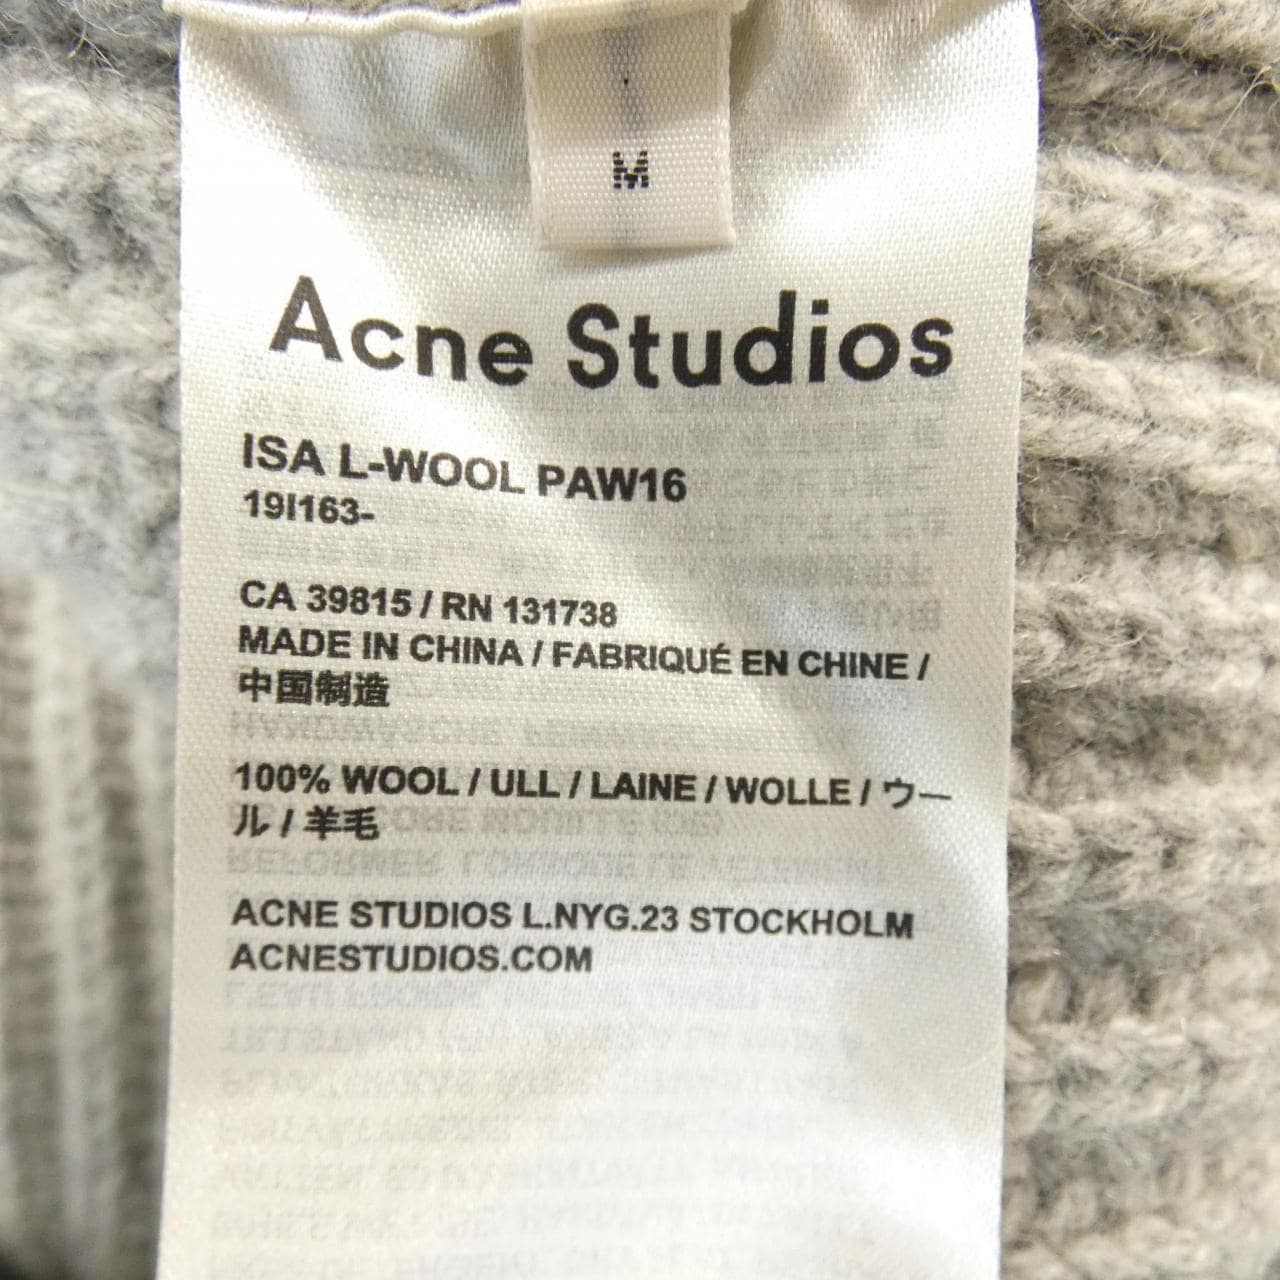 M
Acne Studios
ISA L-WOOL PAW16
19I163-
CA 39815 / RN 131738
MADE IN CHINA / FABRIQUÉ EN CHINE /
中国制造
100% WOOL / ULL / LAINE / WOLLE / ウー
ル / 羊毛
ACNE STUDIOS L.NYG.23 STOCKHOLM
ACNESTUDIOS.COM